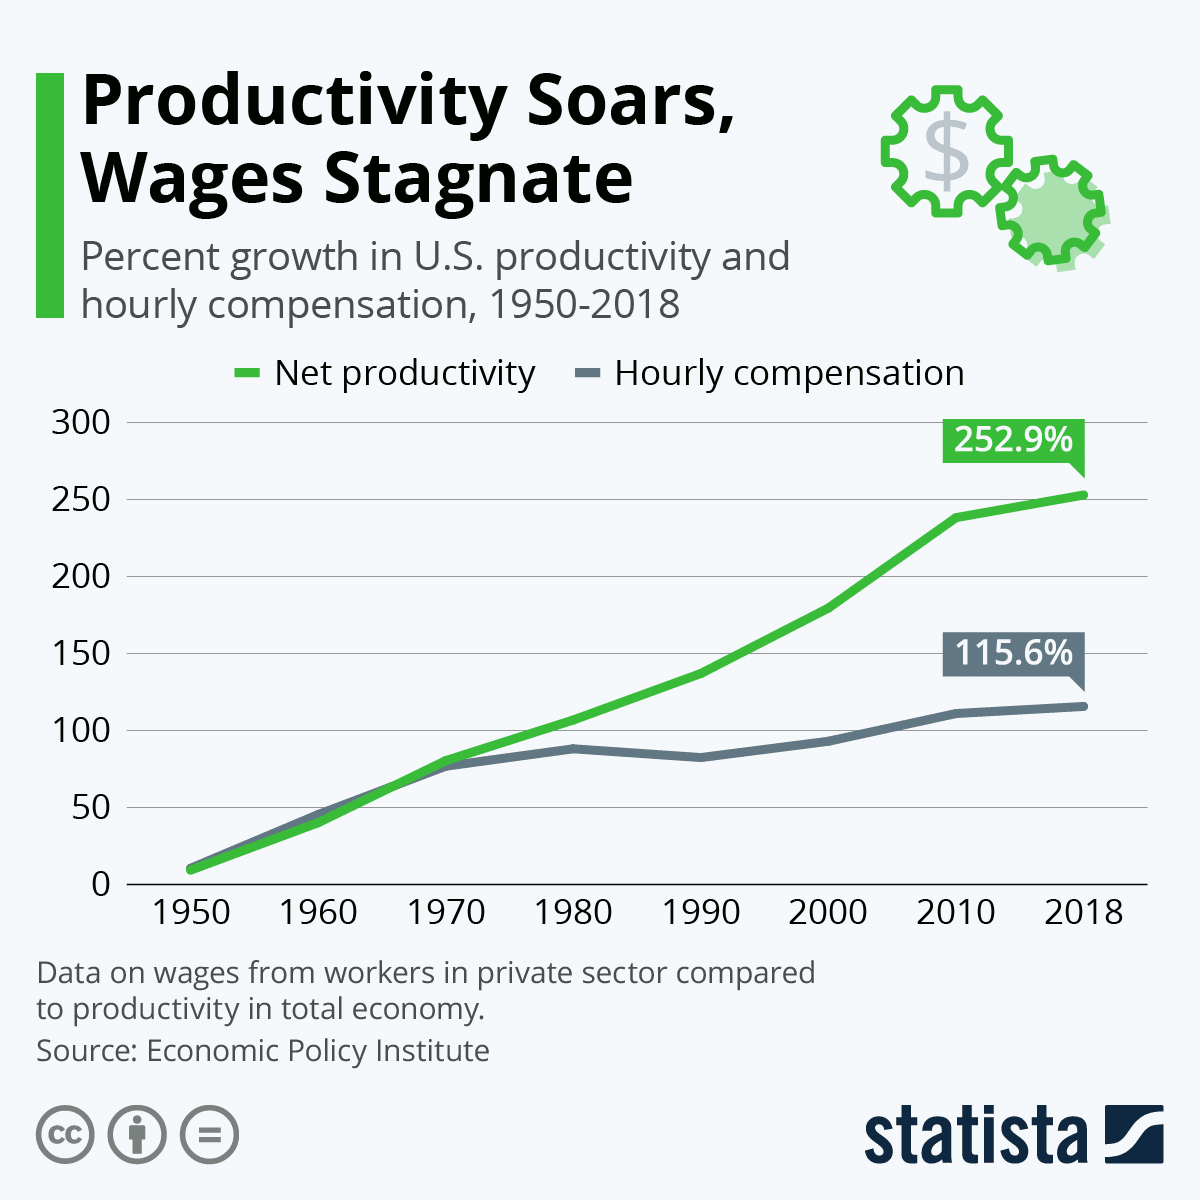 Productivity Soars,
Wages Stagnate
$
Percent growth in U.S. productivity and
hourly compensation, 1950-2018
Net productivity
Hourly compensation
300
250
200
150
100
50
0
252.9%
115.6%
1950 1960 1970 1980 1990 2000 2010 2018
Data on wages from workers in private sector compared
to productivity in total economy.
Source: Economic Policy Institute
cc
=
statista